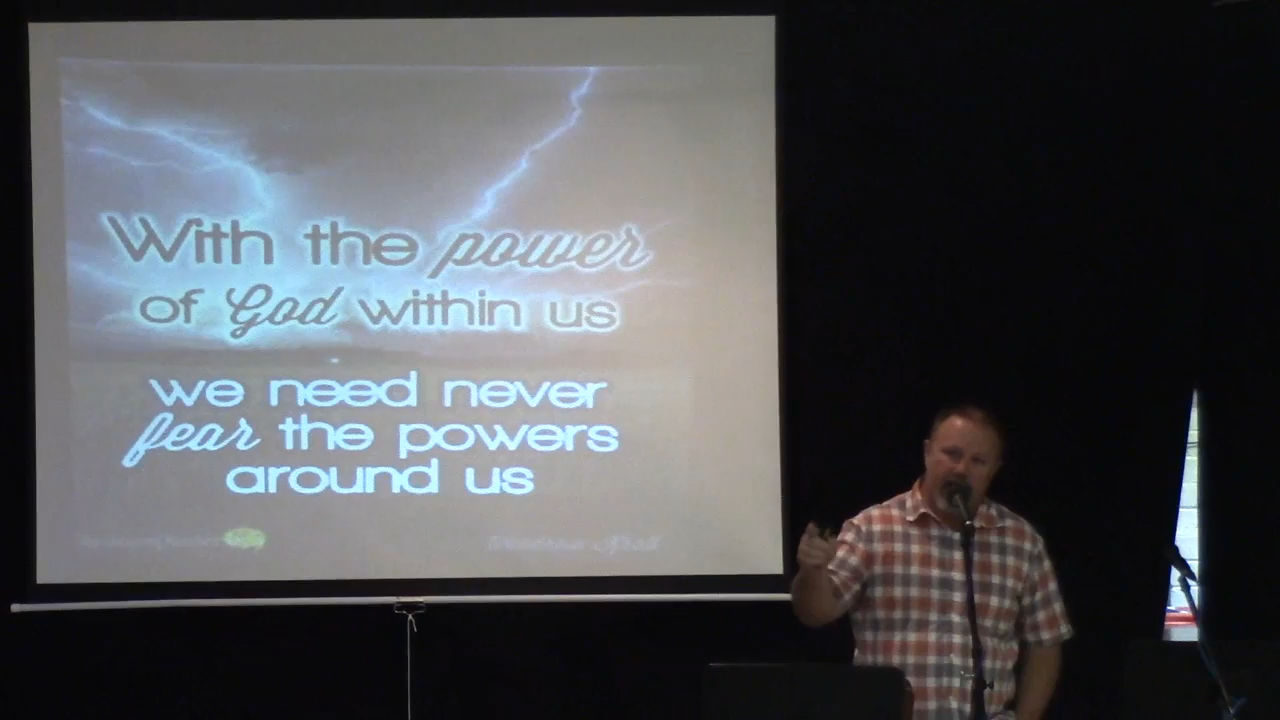 With the power
of God within us
we need never
fear the powers
around us